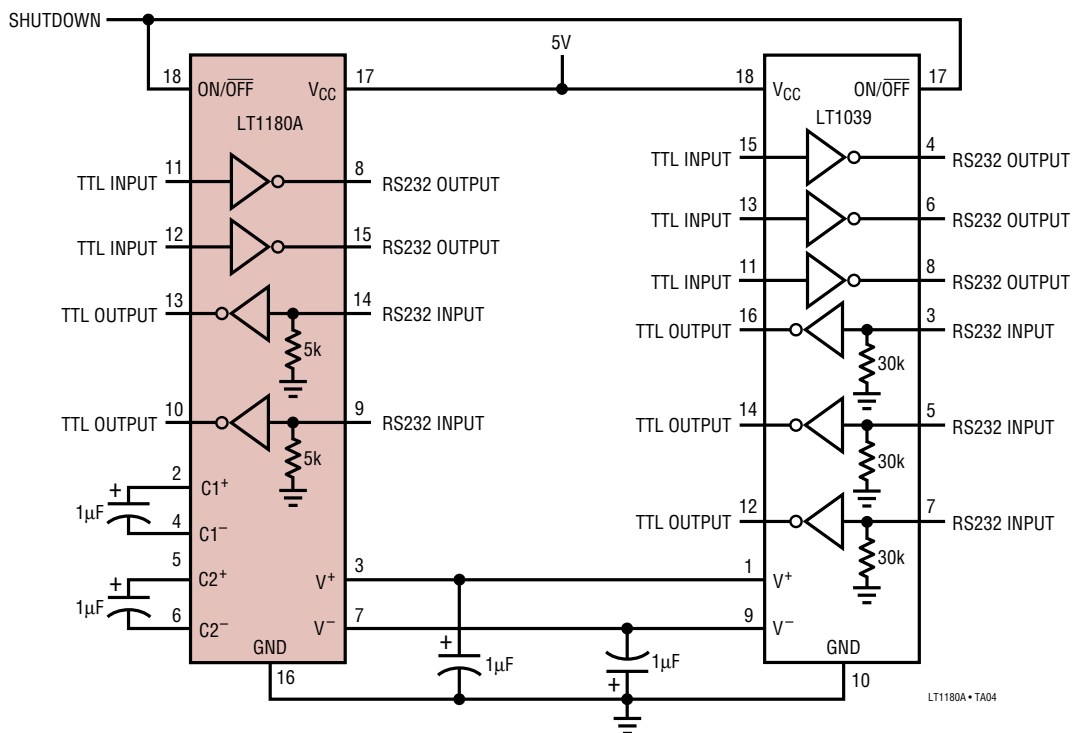 SHUTDOWN
5V
18 ON/OFF VCC 17
LT1180A
TTL INPUT 11 8 RS232 OUTPUT
TTL INPUT 12 15 RS232 OUTPUT
TTL OUTPUT 13 14 RS232 INPUT
5k
TTL OUTPUT 10 9 RS232 INPUT
5k
2 C1+
+
1µF
4 C1−
5 C2+
+
1µF
6 C2−
V+ 3
V− 7
GND
16
+
1µF
1µF
+
18 VCC ON/OFF 17
LT1039
TTL INPUT 15 4 RS232 OUTPUT
TTL INPUT 13 6 RS232 OUTPUT
TTL INPUT 11 8 RS232 OUTPUT
TTL OUTPUT 16 3 RS232 INPUT
30k
TTL OUTPUT 14 5 RS232 INPUT
30k
TTL OUTPUT 12 7 RS232 INPUT
30k
1 V+
9 V−
GND
10
LT1180A • TA04